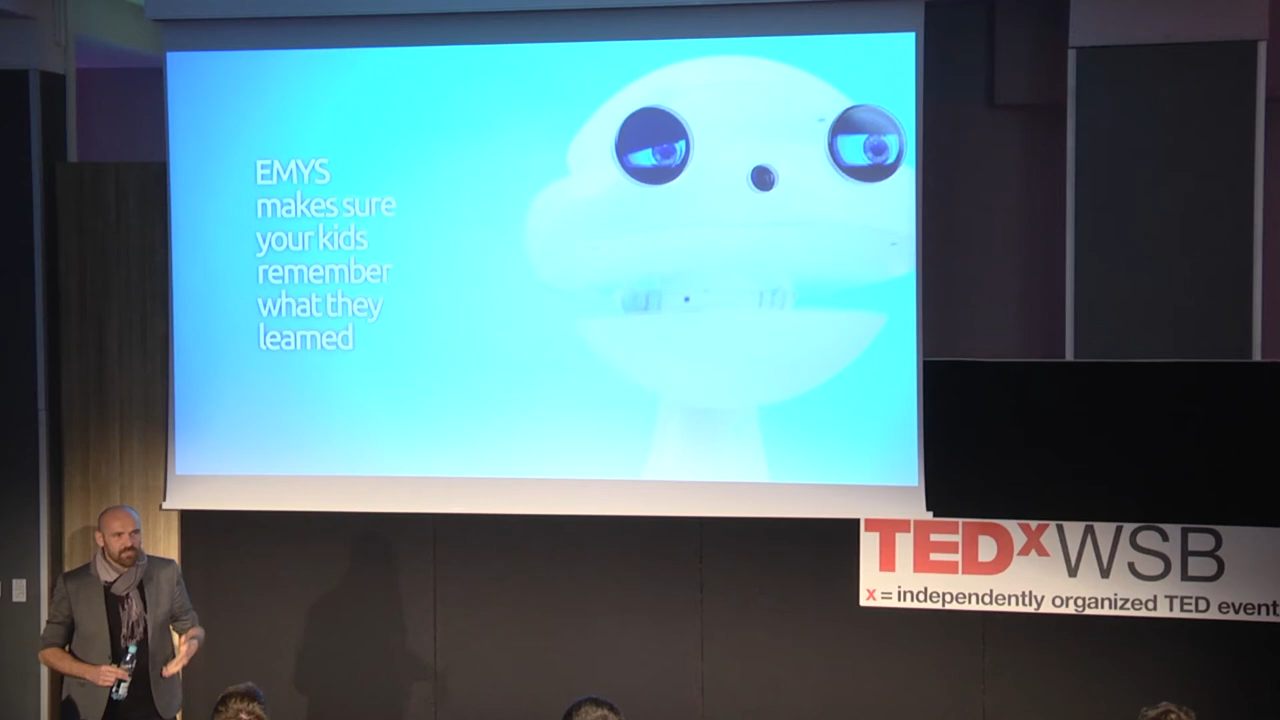 EMYS
makes sure
your kids
remember
what they
learned
TEDxWSB
x = independently organized TED event